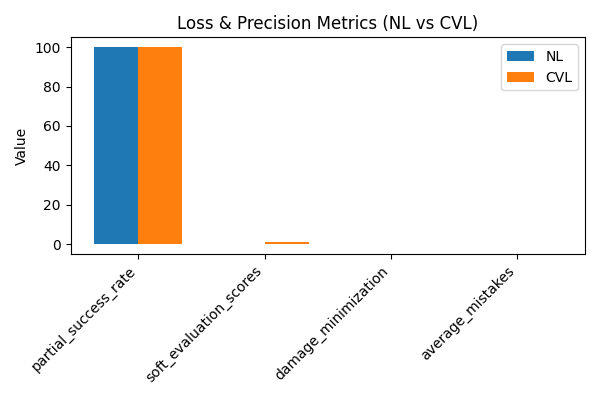 Loss & Precision Metrics (NL vs CVL)
NL
CVL
Value
100
80
60
40
20
0
partial_success_rate
soft_evaluation_scores
damage_minimization
average_mistakes